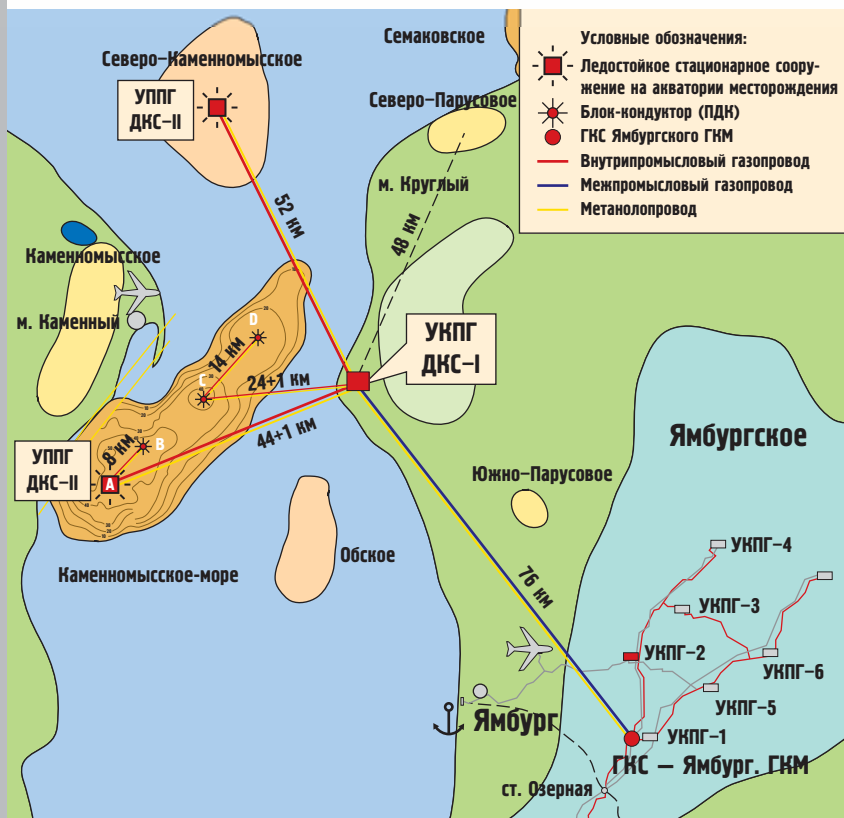 Семаковское
Северо-Каменномысское
УППГ
ДКС-II
Северо-Парусовое
Условные обозначения:
Ледостойкое стационарное соору-
жение на акватории месторождения
Блок-кондуктор (ПДК)
ГКС Ямбургского ГКМ
Внутрипромысловый газопровод
Межпромысловый газопровод
Метанолопровод
м. Круглый
52 км
48 км
Каменномысское
м. Каменный
D
14 км
C
24+1 км
УКПГ
ДКС-I
44+1 км
B
8 км
УППГ
ДКС-II
A
Ямбургское
Южно-Парусовое
Обское
Каменномысское-море
76 км
УКПГ-4
УКПГ-3
УКПГ-2
УКПГ-6
УКПГ-5
УКПГ-1
Ямбург
ГКС — Ямбург. ГКМ
ст. Озерная